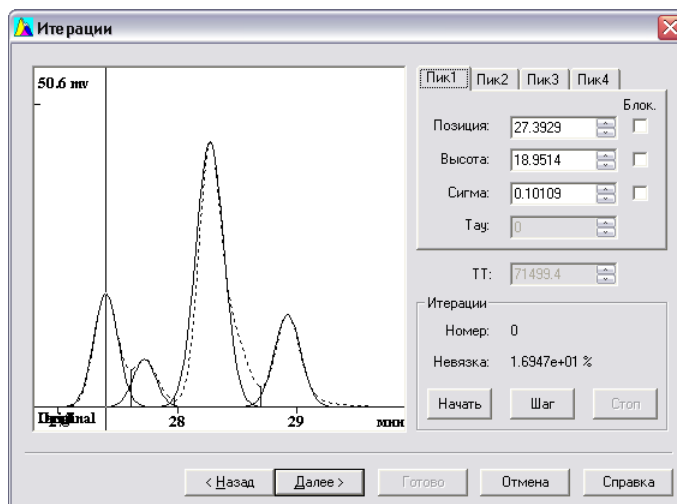 Итерации
50.6 mv
28
29
мин
Пик1
Пик2
Пик3
Пик4
Блок.
Позиция: 27.3929
Высота: 18.9514
Сигма: 0.10109
Тау: 0
ТТ: 71499.4
Итерации
Номер: 0
Невязка: 1.6947e+01 %
Начать
Шаг
Стоп
< Назад
Далее >
Готово
Отмена
Справка